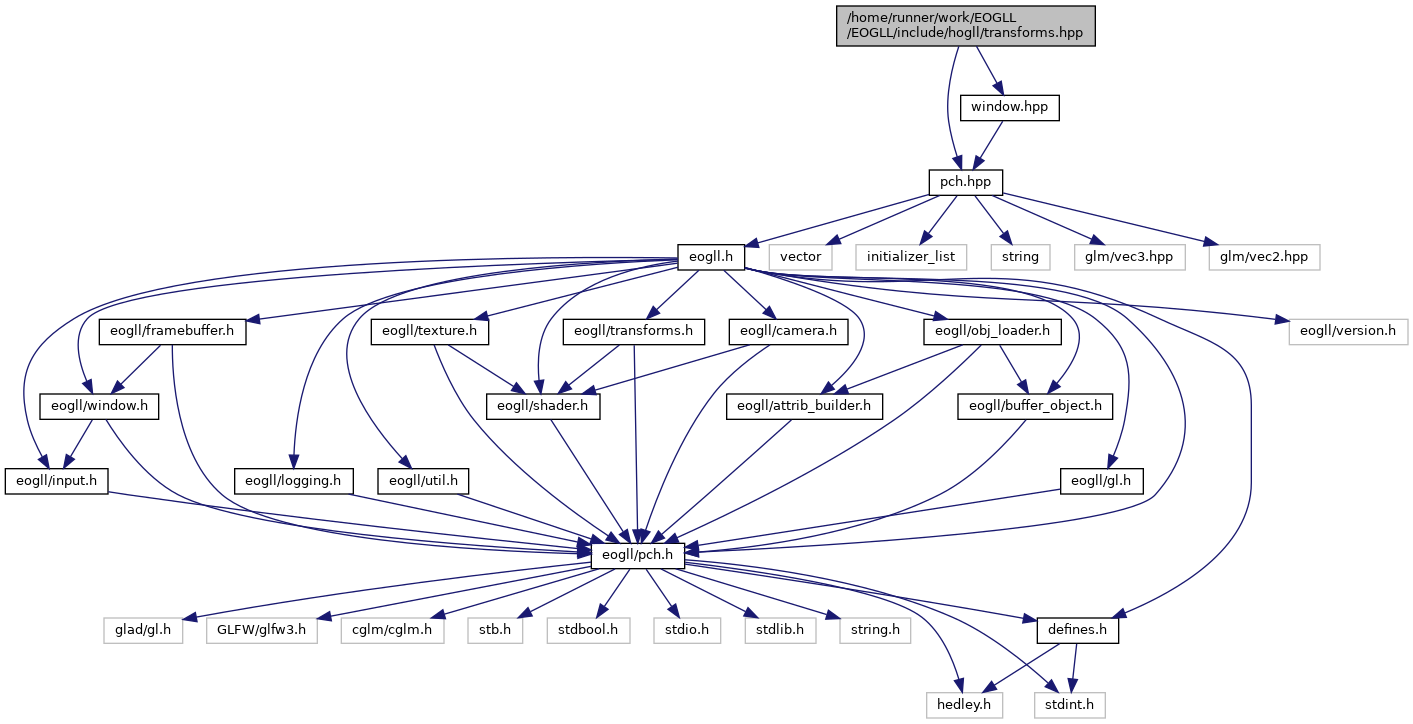 /home/runner/work/EOGLL
/EOGLL/include/hogll/transforms.hpp
window.hpp
pch.hpp
eogll.h
vector
initializer_list
string
glm/vec3.hpp
glm/vec2.hpp
eogll/framebuffer.h
eogll/texture.h
eogll/transforms.h
eogll/camera.h
eogll/obj_loader.h
eogll/version.h
eogll/window.h
eogll/shader.h
eogll/attrib_builder.h
eogll/buffer_object.h
eogll/input.h
eogll/logging.h
eogll/util.h
eogll/gl.h
eogll/pch.h
glad/gl.h
GLFW/glfw3.h
cglm/cglm.h
stb.h
stdbool.h
stdio.h
stdlib.h
string.h
defines.h
hedley.h
stdint.h